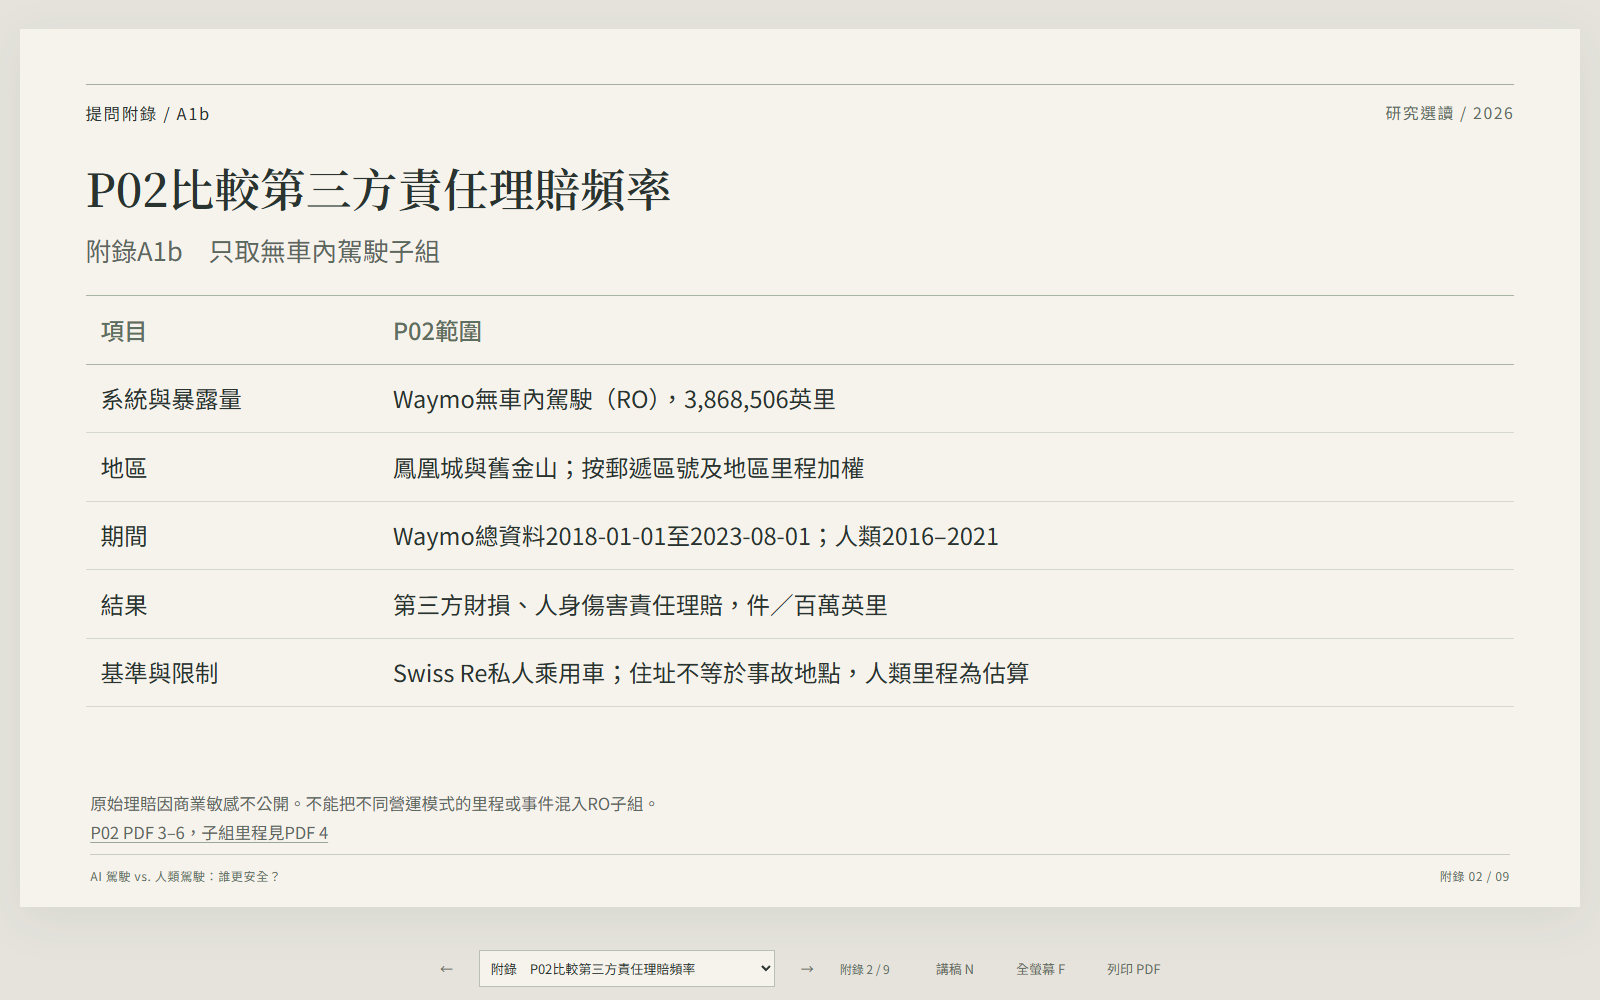 提問附錄 / A1b
研究選讀 / 2026
P02比較第三方責任理賠頻率
附錄A1b　只取無車內駕駛子組
項目　P02範圍
系統與暴露量　Waymo無車內駕駛（RO），3,868,506英里
地區　鳳凰城與舊金山；按郵遞區號及地區里程加權
期間　Waymo總資料2018-01-01至2023-08-01；人類2016–2021
結果　第三方財損、人身傷害責任理賠，件／百萬英里
基準與限制　Swiss Re私人乘用車；住址不等於事故地點，人類里程為估算
原始理賠因商業敏感不公開。不能把不同營運模式的里程或事件混入RO子組。
P02 PDF 3–6，子組里程見PDF 4
AI 駕駛 vs. 人類駕駛：誰更安全？
附錄 02 / 09
← 附錄　P02比較第三方責任理賠頻率 → 附錄 2 / 9 講稿 N 全螢幕 F 列印 PDF